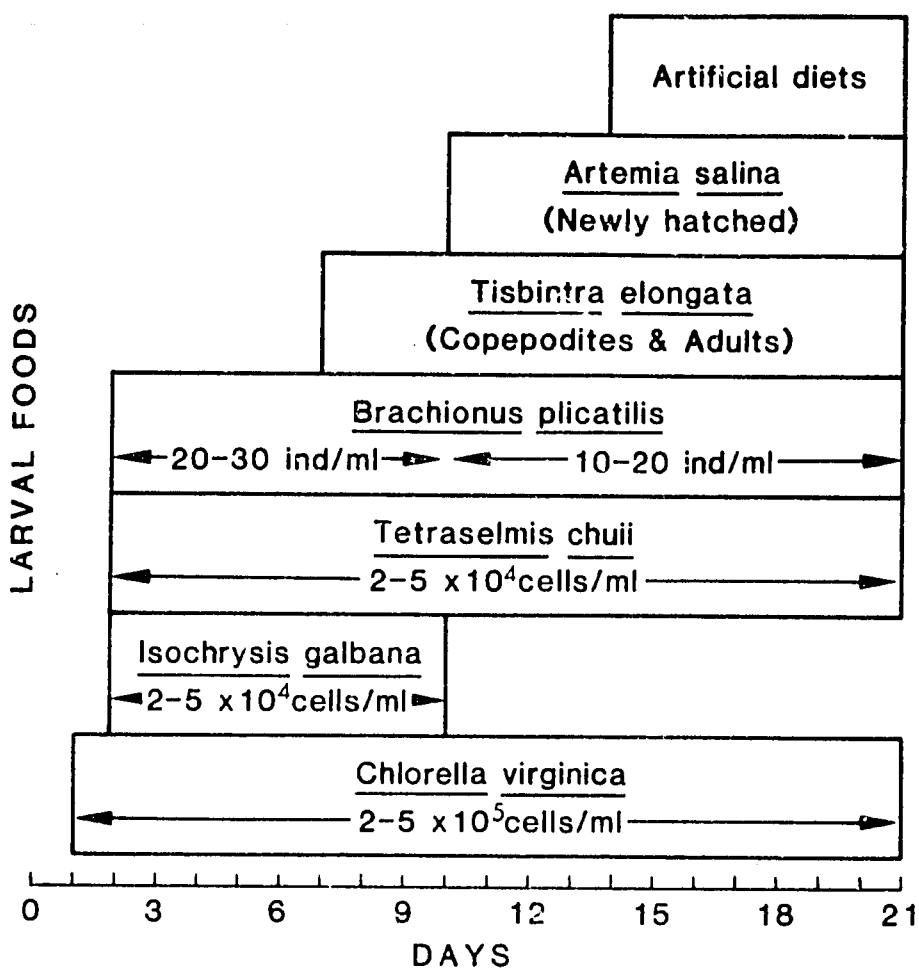 Artificial diets
Artemia salina
(Newly hatched)
Tisbintra elongata
(Copepodites & Adults)
Brachionus plicatilis
20-30 ind/ml 10-20 ind/ml
Tetraselmis chuii
2-5 x10⁴cells/ml
Isochrysis galbana
2-5 x10⁴cells/ml
Chlorella virginica
2-5 x10⁵cells/ml
LARVAL FOODS
0 3 6 9 12 15 18 21
DAYS